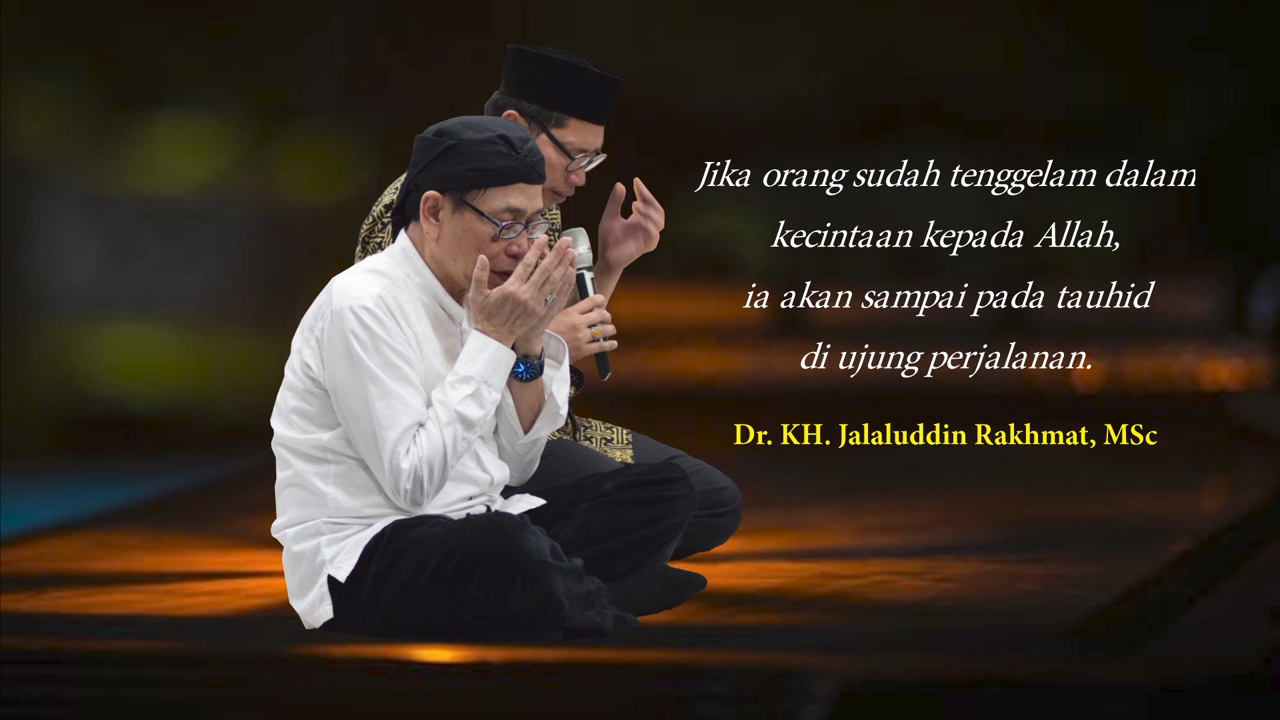 Jika orang sudah tenggelam dalam
kecintaan kepada Allah,
ia akan sampai pada tauhid
di ujung perjalanan.
Dr. KH. Jalaluddin Rakhmat, MSc